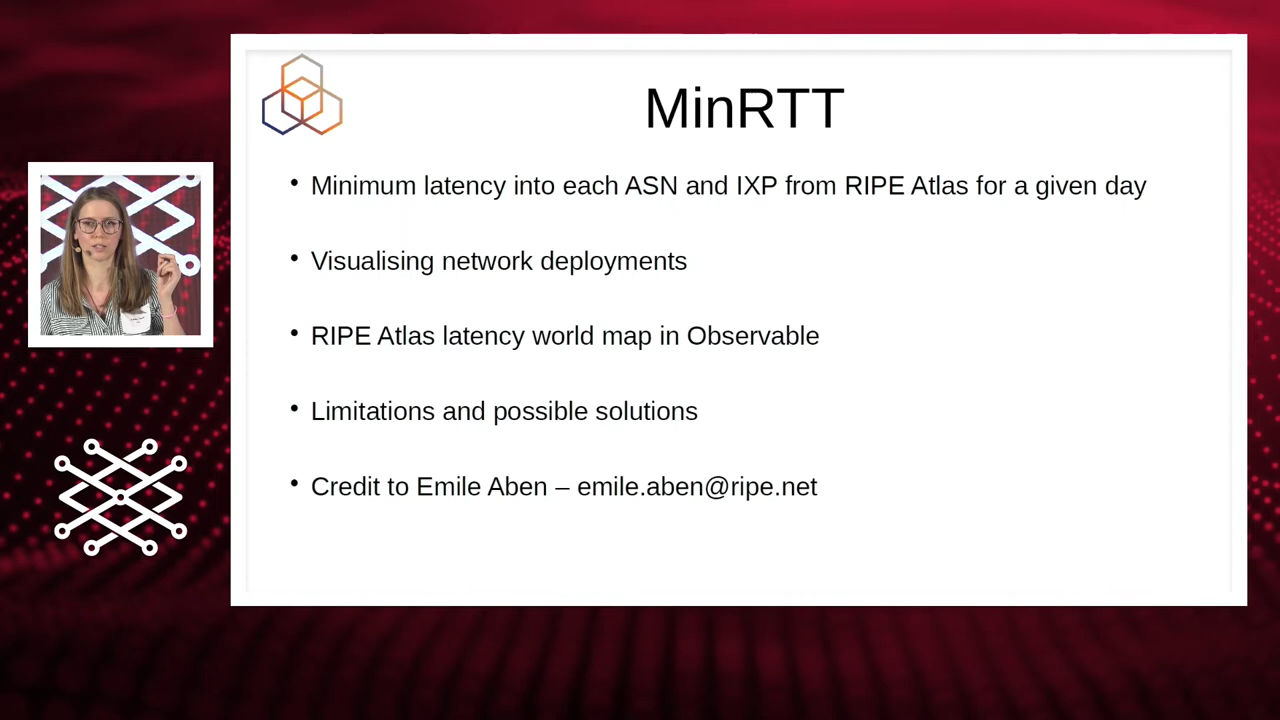 MinRTT
• Minimum latency into each ASN and IXP from RIPE Atlas for a given day
• Visualising network deployments
• RIPE Atlas latency world map in Observable
• Limitations and possible solutions
• Credit to Emile Aben – emile.aben@ripe.net